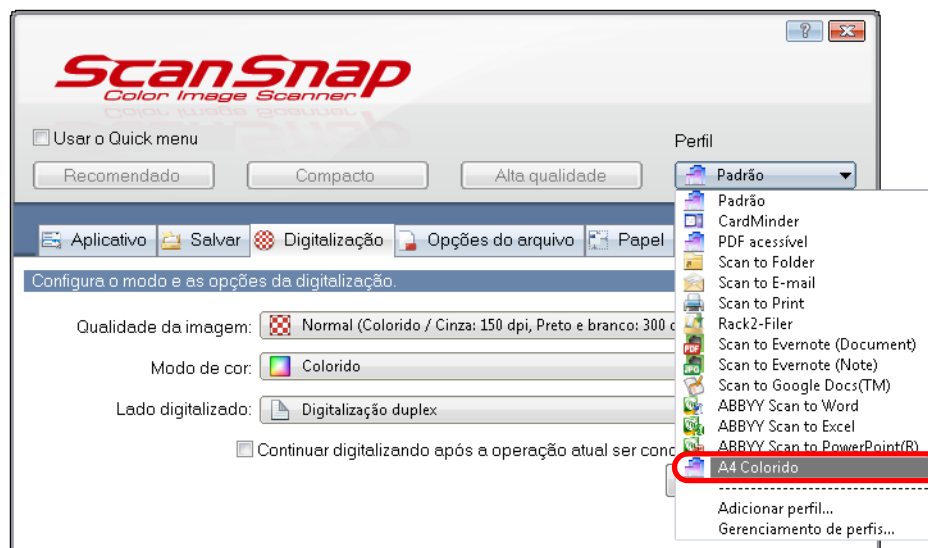 ScanSnap
Color Image Scanner
Usar o Quick menu
Perfil
Recomendado
Compacto
Alta qualidade
Padrão
Aplicativo
Salvar
Digitalização
Opções do arquivo
Papel
Configura o modo e as opções da digitalização.
Qualidade da imagem:
Normal (Colorido / Cinza: 150 dpi, Preto e branco: 300
Modo de cor:
Colorido
Lado digitalizado:
Digitalização duplex
Continuar digitalizando após a operação atual ser
Padrão
CardMinder
PDF acessível
Scan to Folder
Scan to E-mail
Scan to Print
Rack2-Filer
Scan to Evernote (Document)
Scan to Evernote (Note)
Scan to Google Docs(TM)
ABBYY Scan to Word
ABBYY Scan to Excel
ABBYY Scan to PowerPoint(R)
A4 Colorido
Adicionar perfil...
Gerenciamento de perfis...